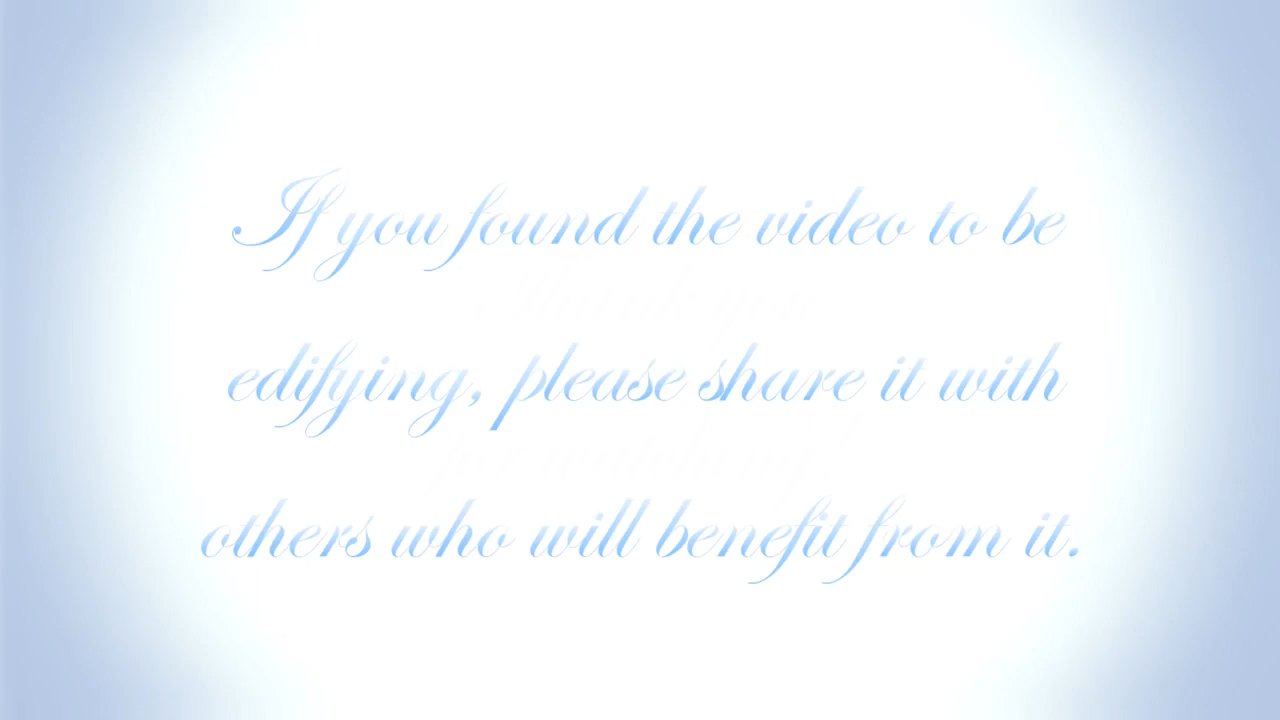 If you found the video to be
edifying, please share it with
others who will benefit from it.